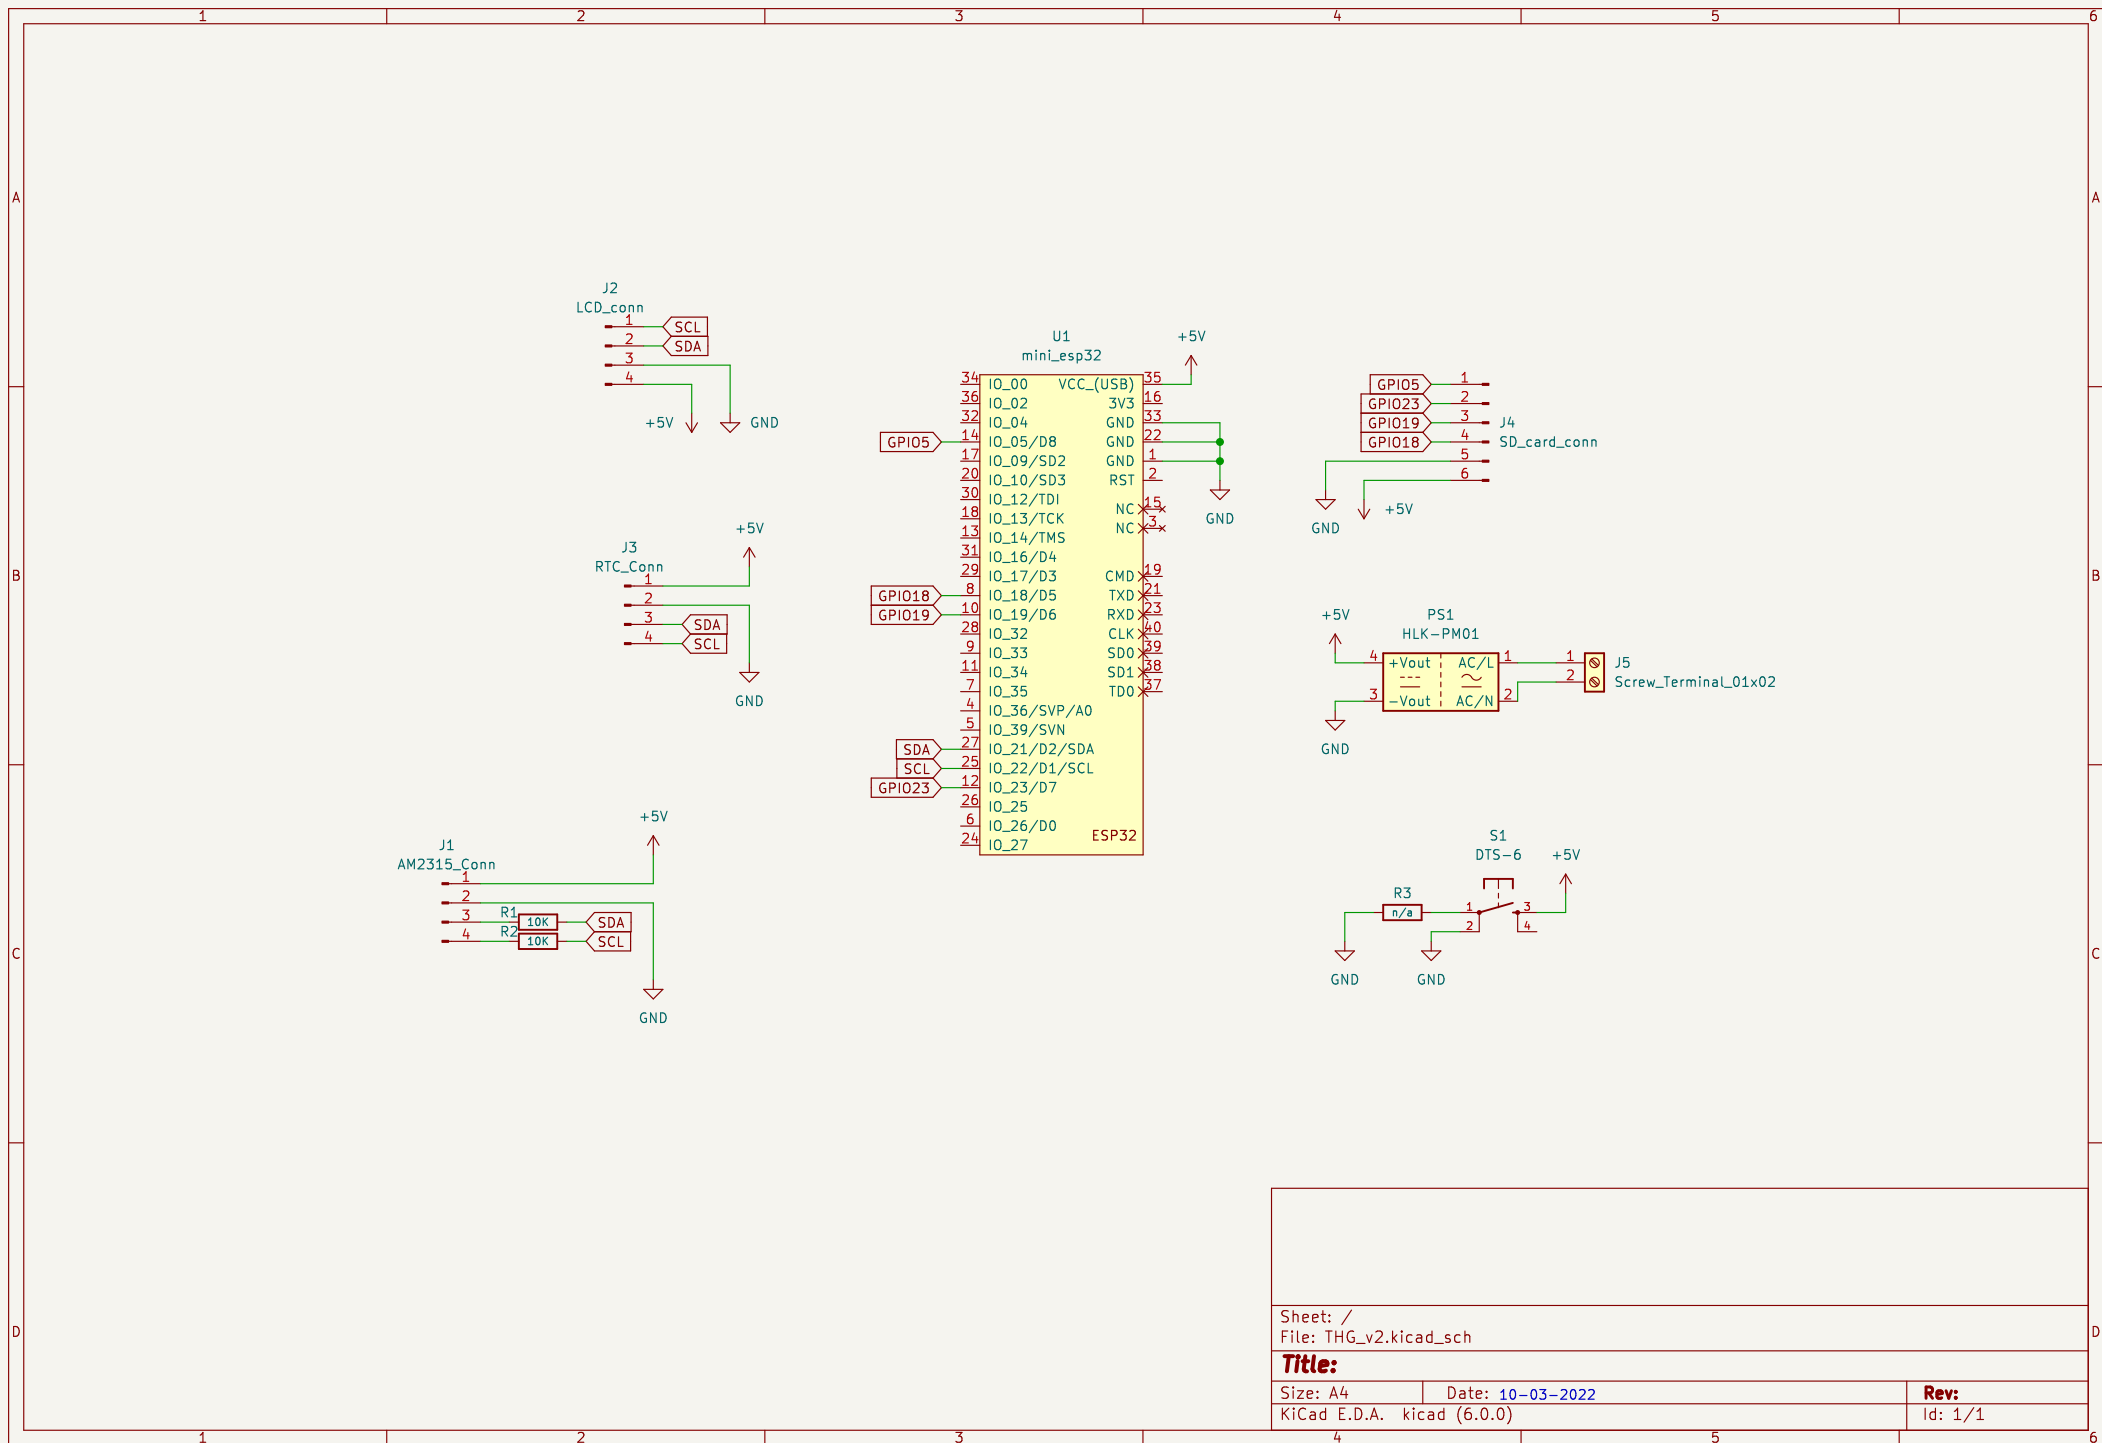 1 2 3 4 5 6
A A
B B
C C
D D
J2
LCD_conn
1 SCL
2 SDA
3
4
+5V GND
J3
RTC_Conn
+5V
1
2
3 SDA
4 SCL
GND
J1
AM2315_Conn
+5V
1
2
3 R1 10K SDA
4 R2 10K SCL
GND
U1
mini_esp32
34 IO_00
36 IO_02
32 IO_04
GPIO5 14 IO_05/D8
17 IO_09/SD2
20 IO_10/SD3
30 IO_12/TDI
18 IO_13/TCK
13 IO_14/TMS
31 IO_16/D4
29 IO_17/D3
GPIO18 8 IO_18/D5
GPIO19 10 IO_19/D6
28 IO_32
9 IO_33
11 IO_34
7 IO_35
4 IO_36/SVP/A0
5 IO_39/SVN
SDA 27 IO_21/D2/SDA
SCL 25 IO_22/D1/SCL
GPIO23 12 IO_23/D7
26 IO_25
6 IO_26/D0
24 IO_27
ESP32
+5V
VCC_(USB) 35
3V3 16
GND 33
GND 22
GND 1
RST 2
NC 15
NC 3
CMD 19
TXD 21
RXD 23
CLK 40
SD0 39
SD1 38
TD0 37
GND
GPIO5 1
GPIO23 2
GPIO19 3
GPIO18 4
5
6
J4
SD_card_conn
GND
+5V
+5V
PS1
HLK-PM01
4 +Vout AC/L 1
3 -Vout AC/N 2
GND
1 J5
2 Screw_Terminal_01x02
S1
DTS-6
+5V
R3
n/a
1 3
2 4
GND GND
Sheet: /
File: THG_v2.kicad_sch
Title:
Size: A4 Date: 10-03-2022 Rev:
KiCad E.D.A. kicad (6.0.0) Id: 1/1
1 2 3 4 5 6